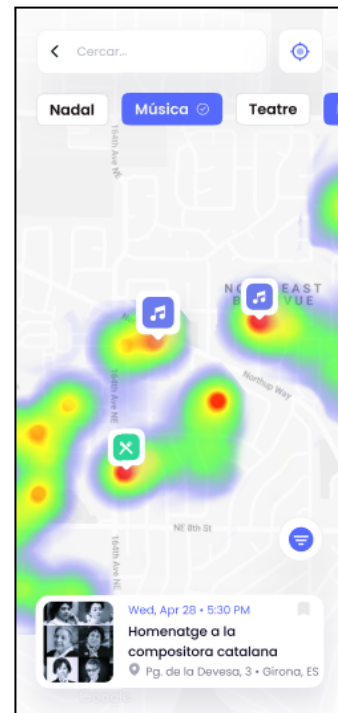 Cercar...
Nadal
Música
Teatre
164th Ave NE
NORTHEAST
BELLEVUE
164th Ave NE
Northup Way
NE 8th St
164th Ave NE
Wed, Apr 28 • 5:30 PM
Homenatge a la
compositora catalana
Pg. de la Devesa, 3 • Girona, ES